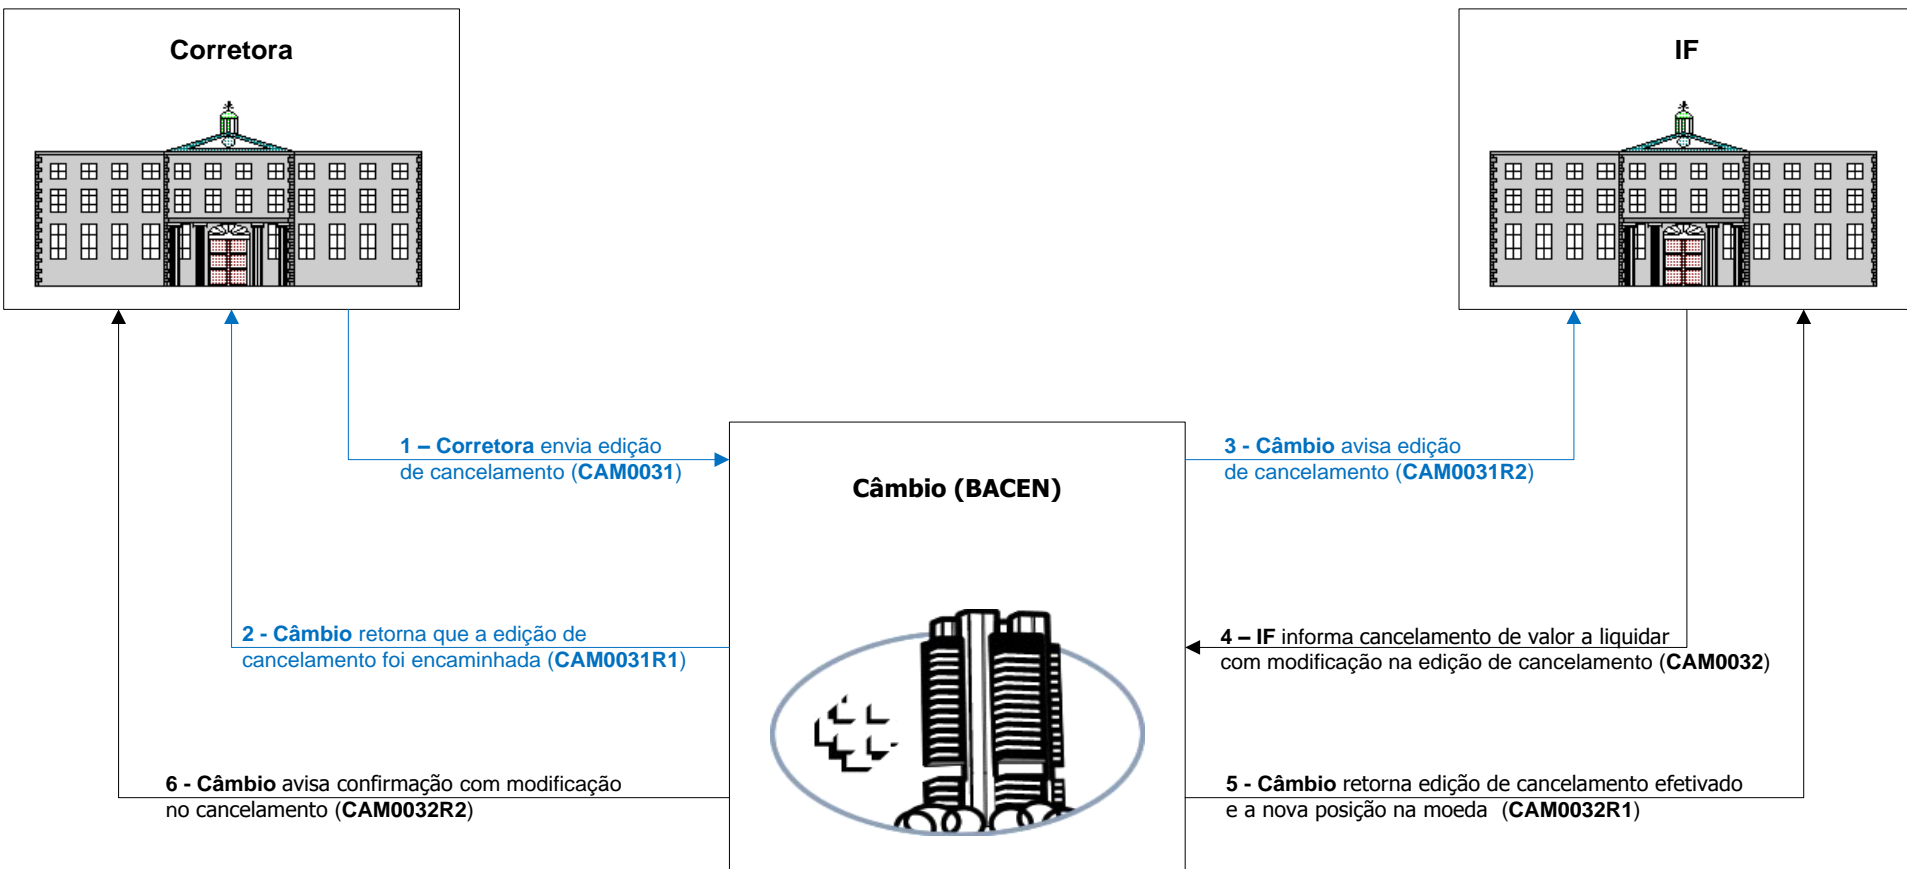 Corretora
IF
1 – Corretora envia edição
de cancelamento (CAM0031)
3 - Câmbio avisa edição
de cancelamento (CAM0031R2)
Câmbio (BACEN)
2 - Câmbio retorna que a edição de
cancelamento foi encaminhada (CAM0031R1)
4 – IF informa cancelamento de valor a liquidar
com modificação na edição de cancelamento (CAM0032)
6 - Câmbio avisa confirmação com modificação
no cancelamento (CAM0032R2)
5 - Câmbio retorna edição de cancelamento efetivado
e a nova posição na moeda (CAM0032R1)